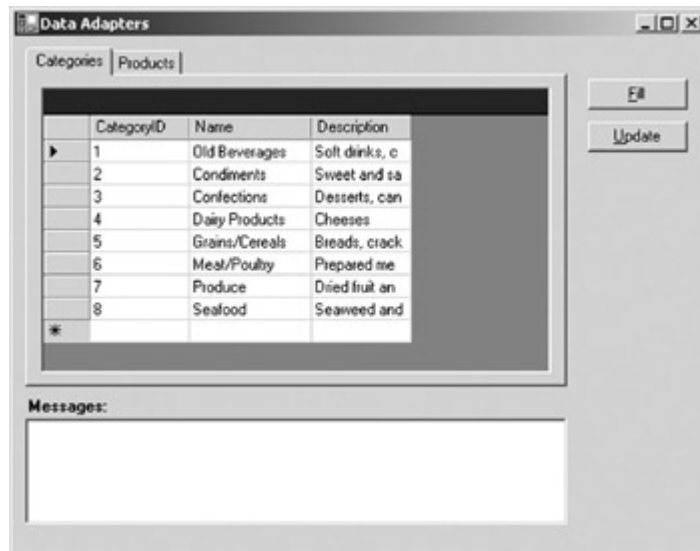 Data Adapters
Categories Products
Fill
Update
CategoryID Name Description
1 Old Beverages Soft drinks, c
2 Condiments Sweet and sa
3 Confections Desserts, can
4 Dairy Products Cheeses
5 Grains/Cereals Breads, crack
6 Meat/Poultry Prepared me
7 Produce Dried fruit an
8 Seafood Seaweed and
Messages: